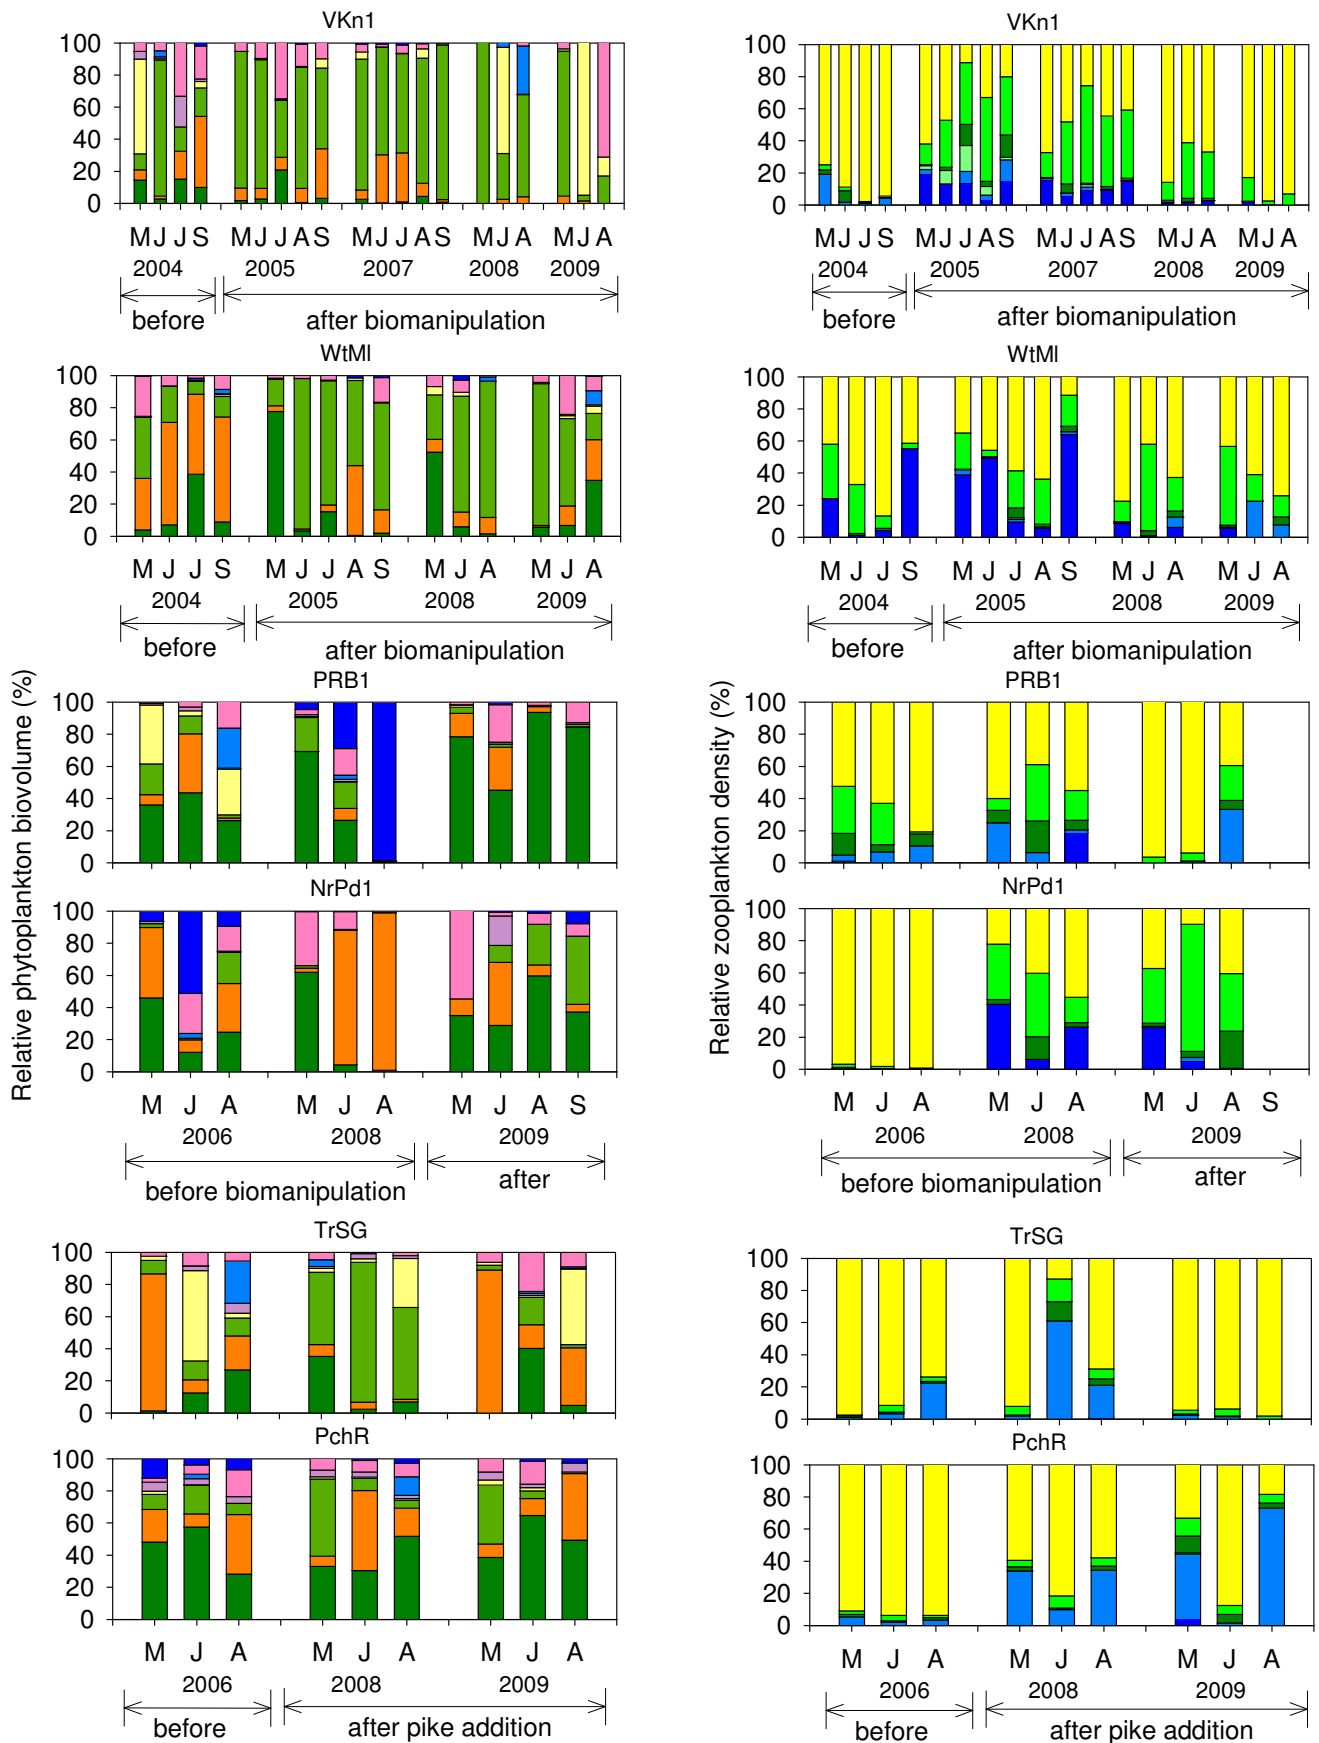 VKn1
100
80
60
40
20
0
M J J S M J J A S M J J A S M J A M J A
2004 2005 2007 2008 2009
before after biomanipulation
WtMl
100
80
60
40
20
0
M J J S M J J A S M J A M J A
2004 2005 2008 2009
before after biomanipulation
Relative phytoplankton biovolume (%)
PRB1
100
80
60
40
20
0
NrPd1
100
80
60
40
20
0
M J A M J A M J A S
2006 2008 2009
before biomanipulation after
TrSG
100
80
60
40
20
0
PchR
100
80
60
40
20
0
M J A M J A M J A
2006 2008 2009
before after pike addition
VKn1
100
80
60
40
20
0
M J J S M J J A S M J J A S M J A M J A
2004 2005 2007 2008 2009
before after biomanipulation
WtMl
100
80
60
40
20
0
M J J S M J J A S M J A M J A
2004 2005 2008 2009
before after biomanipulation
Relative zooplankton density (%)
PRB1
100
80
60
40
20
0
NrPd1
100
80
60
40
20
0
M J A M J A M J A S
2006 2008 2009
before biomanipulation after
TrSG
100
80
60
40
20
0
PchR
100
80
60
40
20
0
M J A M J A M J A
2006 2008 2009
before after pike addition